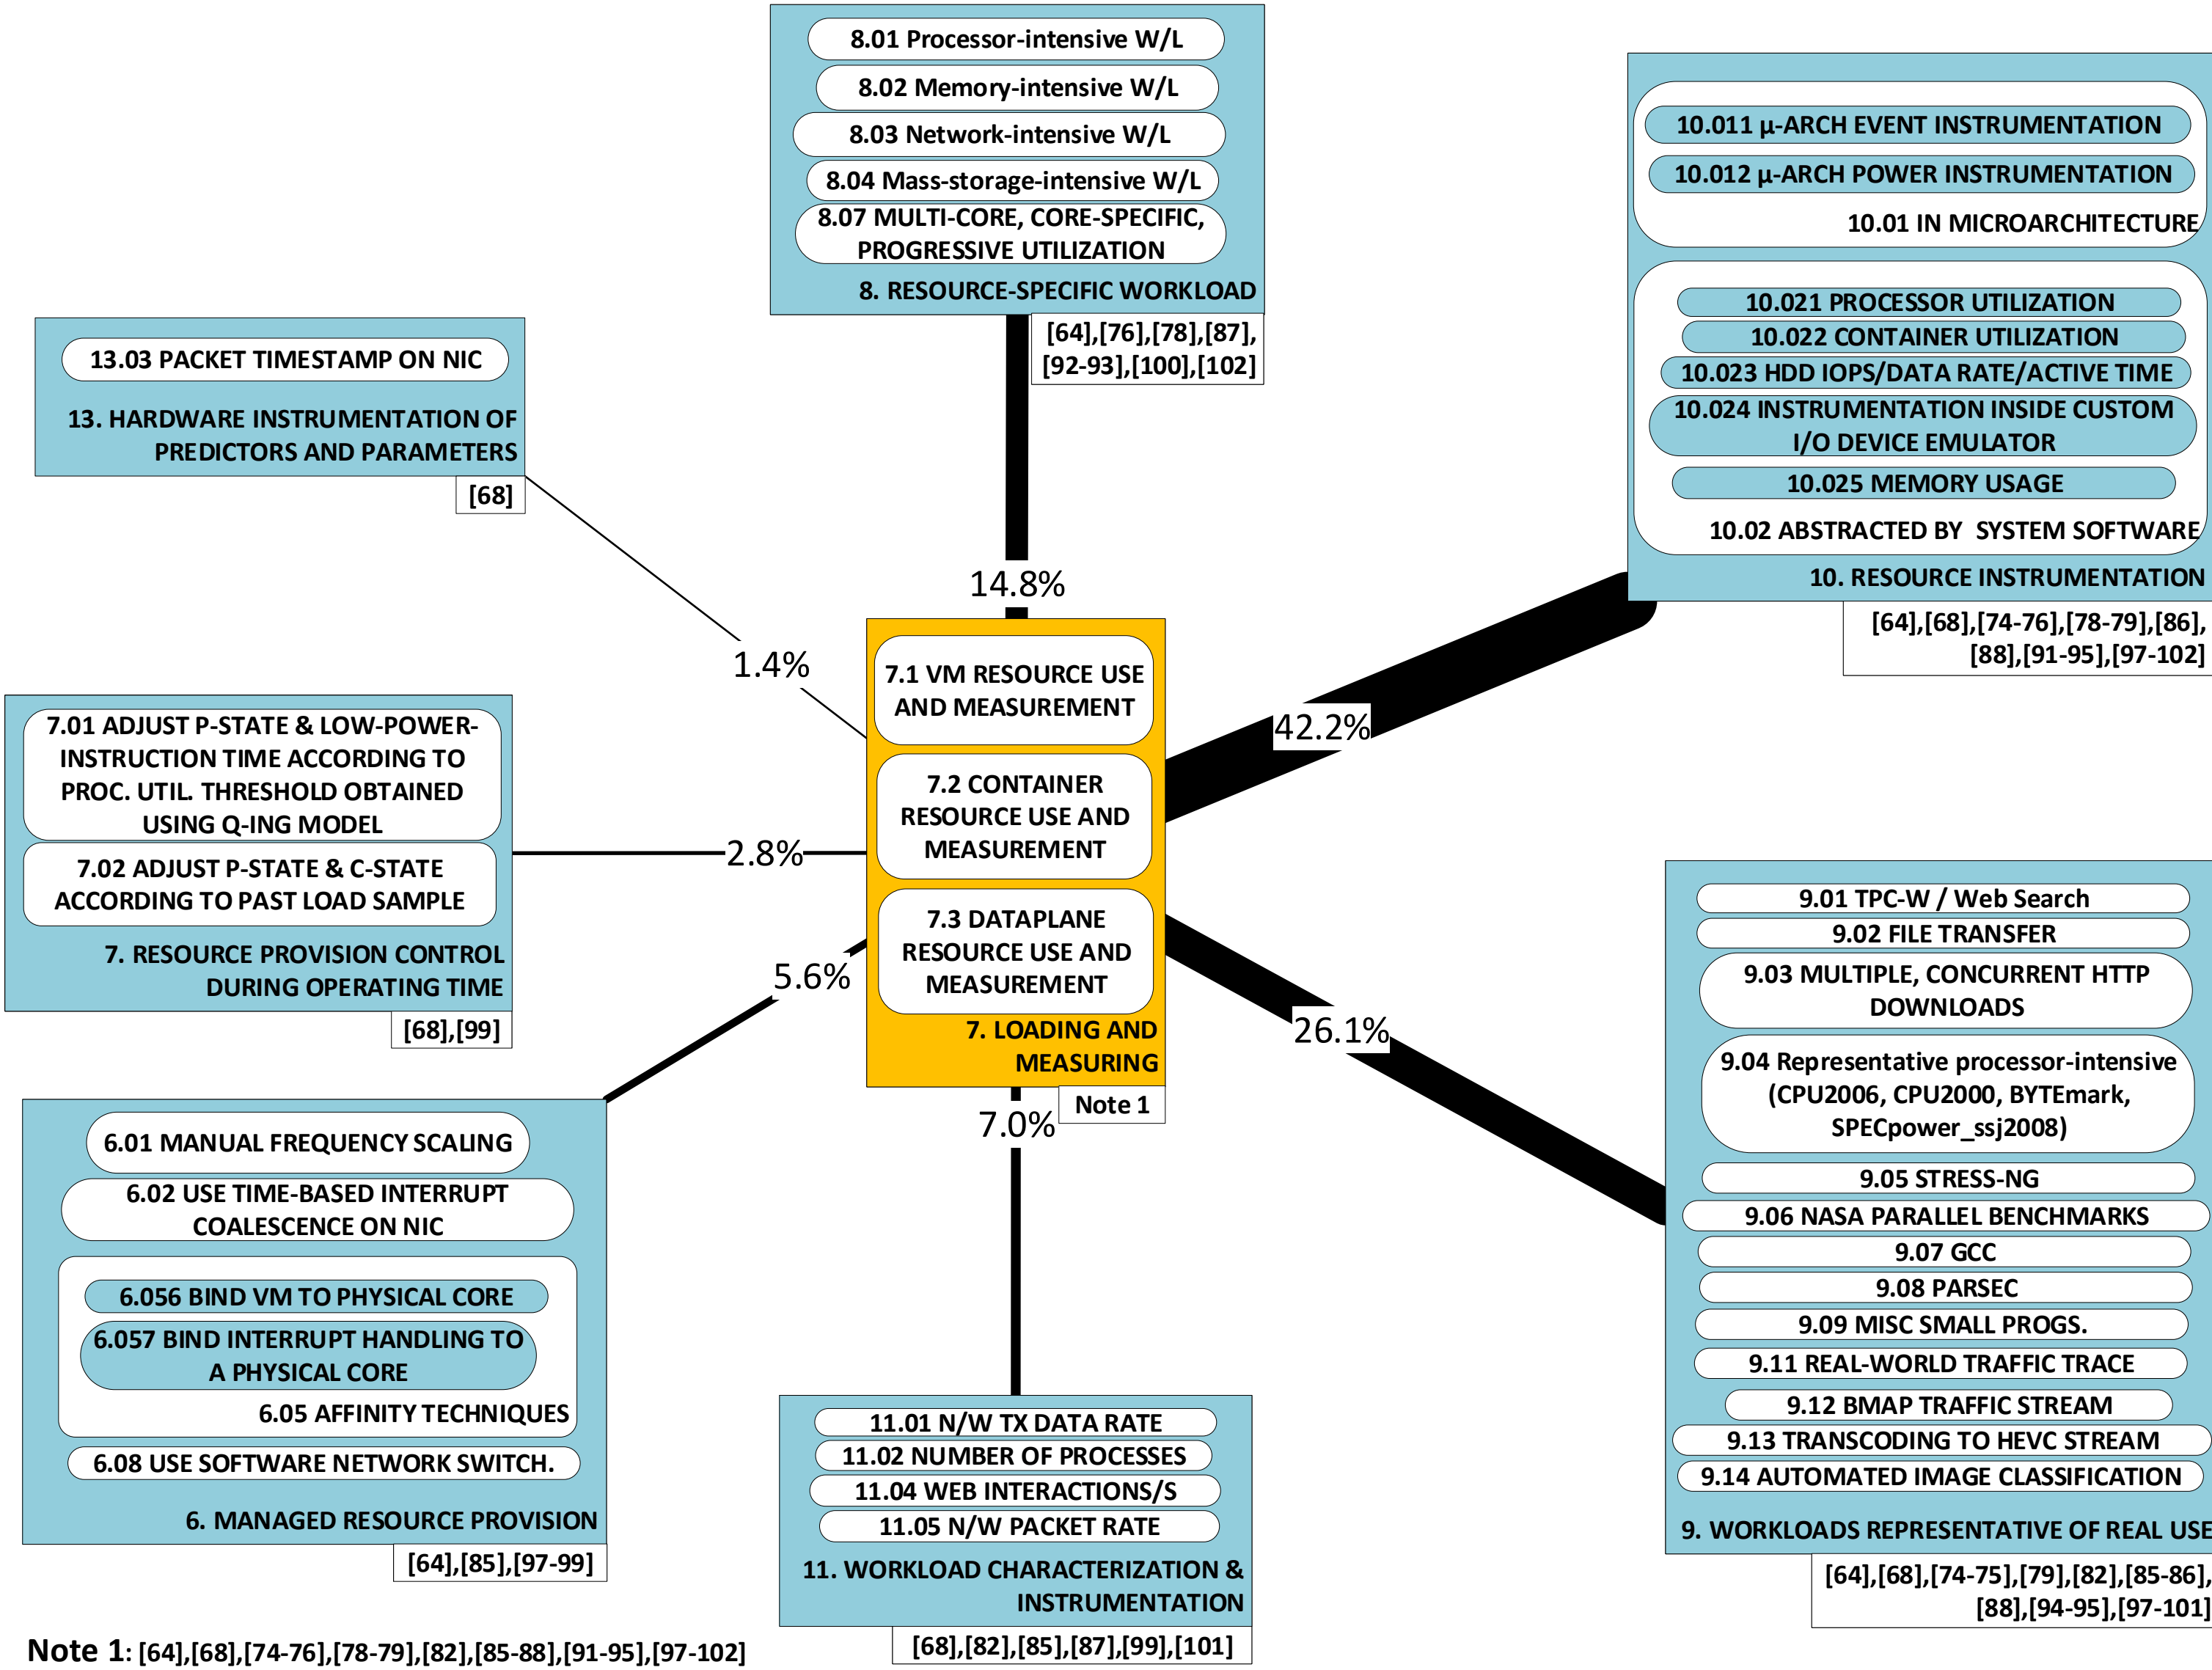 8.01 Processor-intensive W/L
8.02 Memory-intensive W/L
8.03 Network-intensive W/L
8.04 Mass-storage-intensive W/L
8.07 MULTI-CORE, CORE-SPECIFIC,
PROGRESSIVE UTILIZATION
8. RESOURCE-SPECIFIC WORKLOAD
[64],[76],[78],[87],
[92-93],[100],[102]
10.011 µ-ARCH EVENT INSTRUMENTATION
10.012 µ-ARCH POWER INSTRUMENTATION
10.01 IN MICROARCHITECTURE
10.021 PROCESSOR UTILIZATION
10.022 CONTAINER UTILIZATION
10.023 HDD IOPS/DATA RATE/ACTIVE TIME
10.024 INSTRUMENTATION INSIDE CUSTOM
I/O DEVICE EMULATOR
10.025 MEMORY USAGE
10.02 ABSTRACTED BY SYSTEM SOFTWARE
10. RESOURCE INSTRUMENTATION
[64],[68],[74-76],[78-79],[86],
[88],[91-95],[97-102]
13.03 PACKET TIMESTAMP ON NIC
13. HARDWARE INSTRUMENTATION OF
PREDICTORS AND PARAMETERS
[68]
14.8%
1.4%
42.2%
2.8%
5.6%
26.1%
7.0%
7.1 VM RESOURCE USE
AND MEASUREMENT
7.2 CONTAINER
RESOURCE USE AND
MEASUREMENT
7.3 DATAPLANE
RESOURCE USE AND
MEASUREMENT
7. LOADING AND
MEASURING
Note 1
7.01 ADJUST P-STATE & LOW-POWER-
INSTRUCTION TIME ACCORDING TO
PROC. UTIL. THRESHOLD OBTAINED
USING Q-ING MODEL
7.02 ADJUST P-STATE & C-STATE
ACCORDING TO PAST LOAD SAMPLE
7. RESOURCE PROVISION CONTROL
DURING OPERATING TIME
[68],[99]
6.01 MANUAL FREQUENCY SCALING
6.02 USE TIME-BASED INTERRUPT
COALESCENCE ON NIC
6.056 BIND VM TO PHYSICAL CORE
6.057 BIND INTERRUPT HANDLING TO
A PHYSICAL CORE
6.05 AFFINITY TECHNIQUES
6.08 USE SOFTWARE NETWORK SWITCH.
6. MANAGED RESOURCE PROVISION
[64],[85],[97-99]
11.01 N/W TX DATA RATE
11.02 NUMBER OF PROCESSES
11.04 WEB INTERACTIONS/S
11.05 N/W PACKET RATE
11. WORKLOAD CHARACTERIZATION &
INSTRUMENTATION
[68],[82],[85],[87],[99],[101]
9.01 TPC-W / Web Search
9.02 FILE TRANSFER
9.03 MULTIPLE, CONCURRENT HTTP
DOWNLOADS
9.04 Representative processor-intensive
(CPU2006, CPU2000, BYTEmark,
SPECpower_ssj2008)
9.05 STRESS-NG
9.06 NASA PARALLEL BENCHMARKS
9.07 GCC
9.08 PARSEC
9.09 MISC SMALL PROGS.
9.11 REAL-WORLD TRAFFIC TRACE
9.12 BMAP TRAFFIC STREAM
9.13 TRANSCODING TO HEVC STREAM
9.14 AUTOMATED IMAGE CLASSIFICATION
9. WORKLOADS REPRESENTATIVE OF REAL USE
[64],[68],[74-75],[79],[82],[85-86],
[88],[94-95],[97-101]
Note 1: [64],[68],[74-76],[78-79],[82],[85-88],[91-95],[97-102]